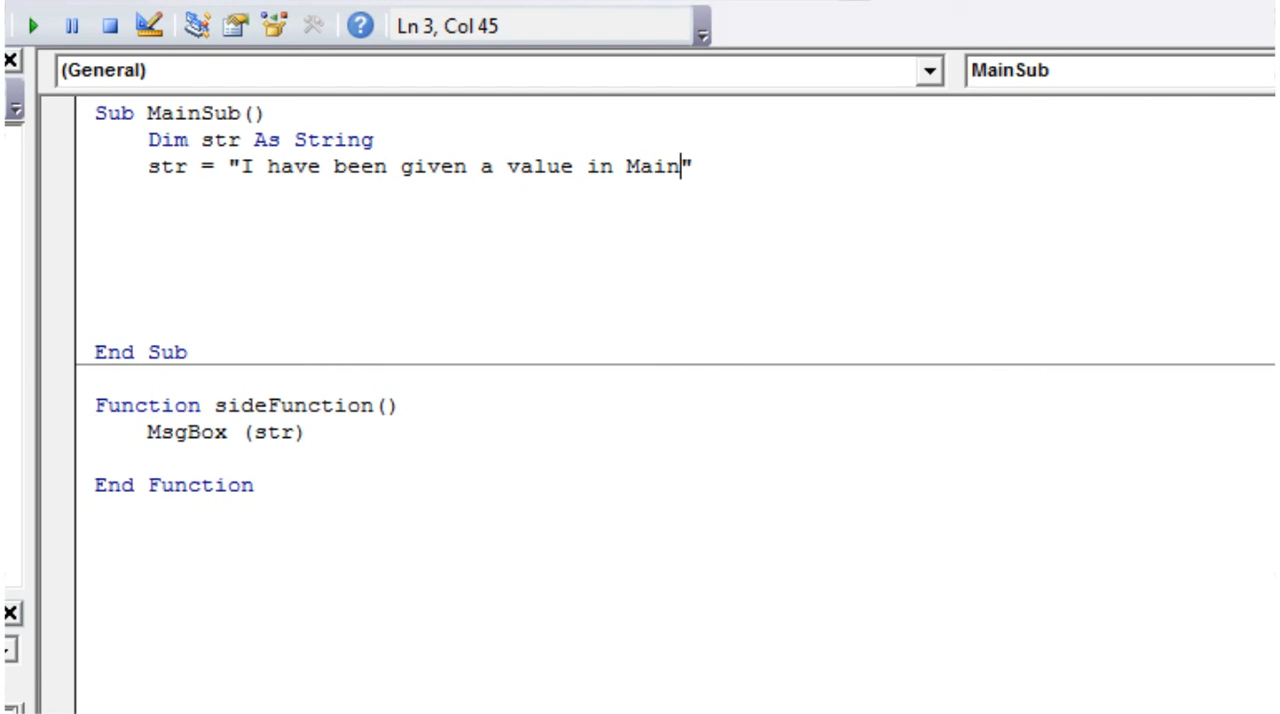 Ln 3, Col 45
(General)
MainSub
Sub MainSub()
Dim str As String
str = "I have been given a value in Main"
End Sub
Function sideFunction()
MsgBox (str)
End Function